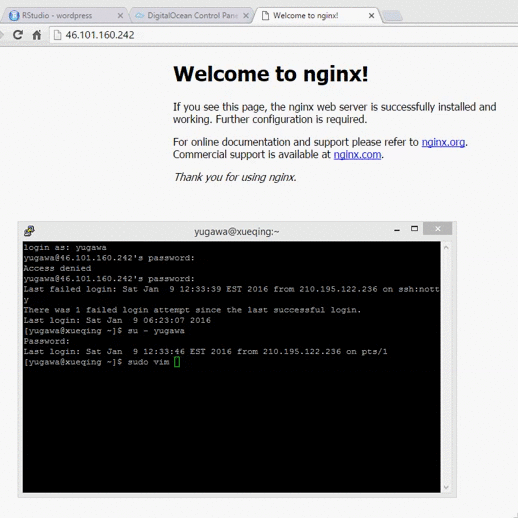 RStudio - wordpress
DigitalOcean Control Pane
Welcome to nginx!
46.101.160.242
Welcome to nginx!
If you see this page, the nginx web server is successfully installed and
working. Further configuration is required.
For online documentation and support please refer to nginx.org.
Commercial support is available at nginx.com.
Thank you for using nginx.
yugawa@xueqing:~
login as: yugawa
yugawa@46.101.160.242's password:
Access denied
yugawa@46.101.160.242's password:
Last failed login: Sat Jan  9 12:33:39 EST 2016 from 210.195.122.236 on ssh:nott
y
There was 1 failed login attempt since the last successful login.
Last login: Sat Jan  9 06:23:07 2016
[yugawa@xueqing ~]$ su - yugawa
Password:
Last login: Sat Jan  9 12:33:46 EST 2016 from 210.195.122.236 on pts/1
[yugawa@xueqing ~]$ sudo vim